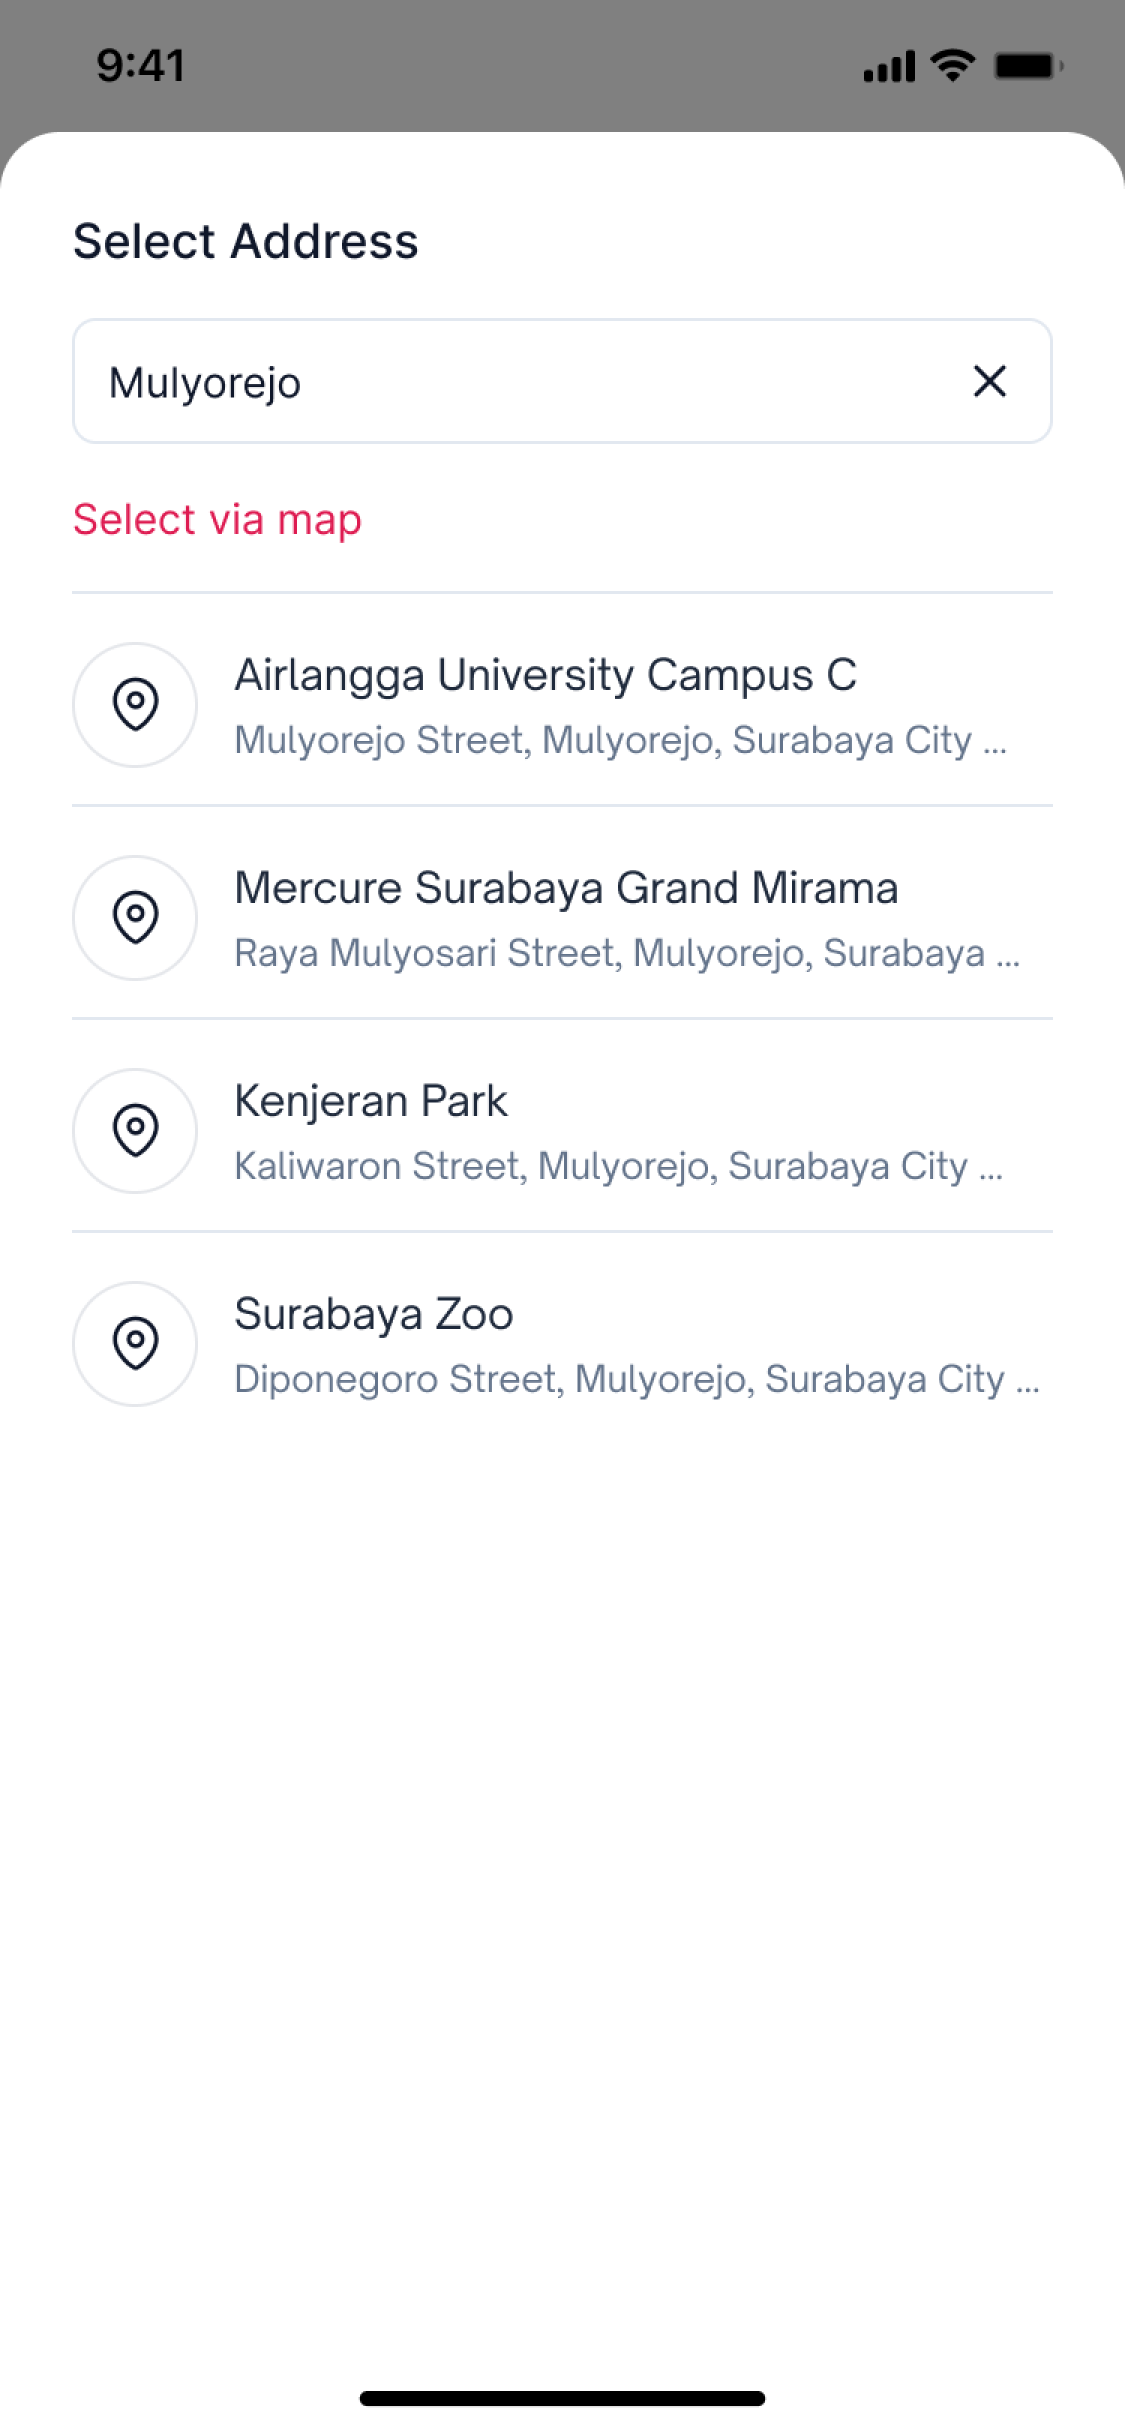 9:41
Select Address
Mulyorejo
Select via map
Airlangga University Campus C
Mulyorejo Street, Mulyorejo, Surabaya City ...
Mercure Surabaya Grand Mirama
Raya Mulyosari Street, Mulyorejo, Surabaya ...
Kenjeran Park
Kaliwaron Street, Mulyorejo, Surabaya City ...
Surabaya Zoo
Diponegoro Street, Mulyorejo, Surabaya City ...